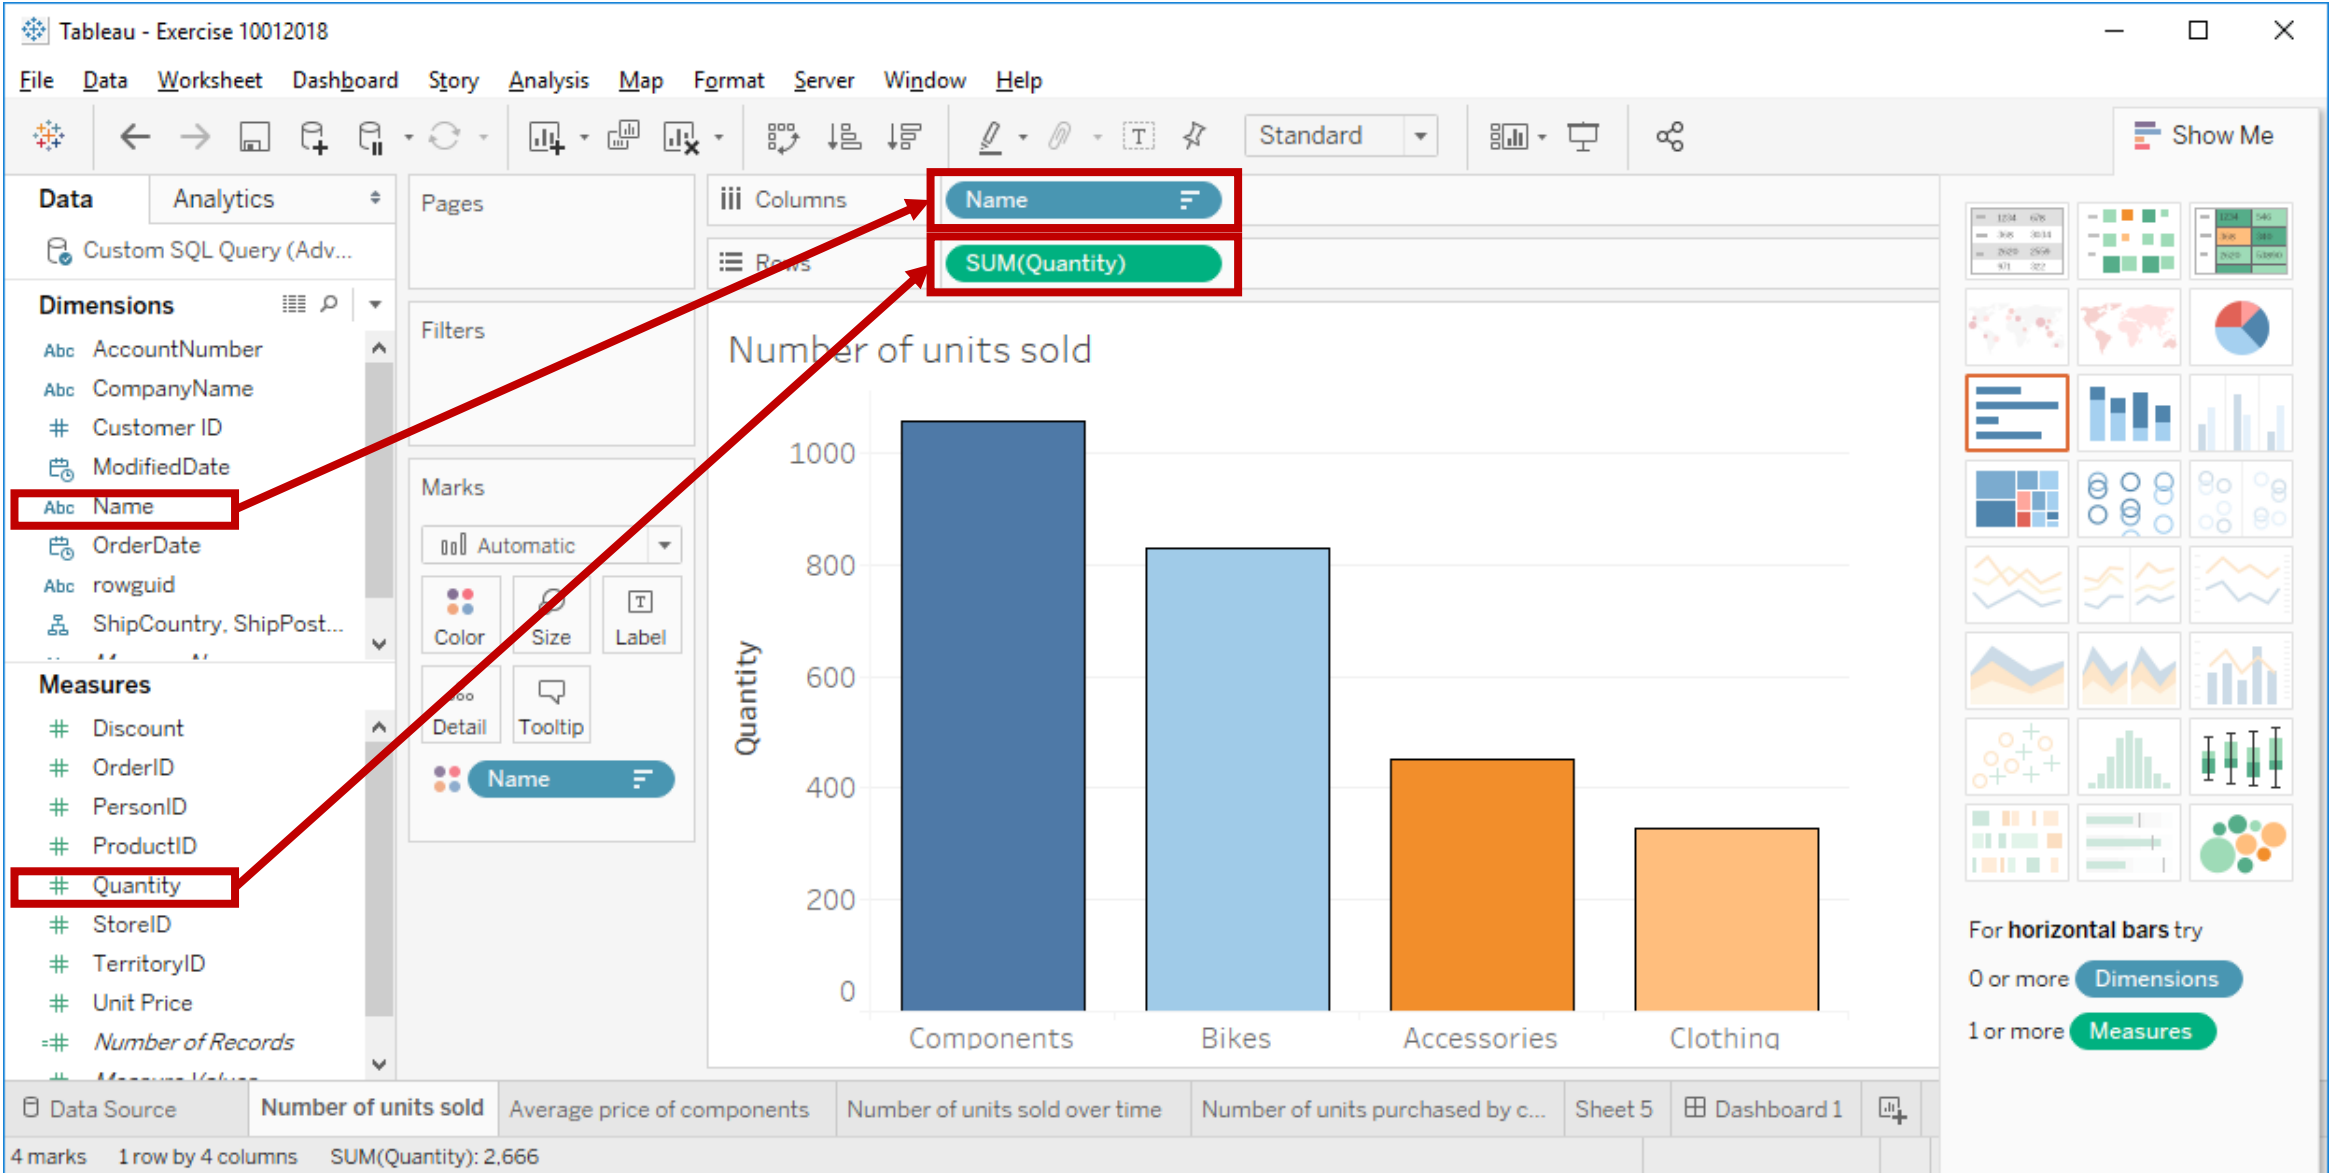 Tableau - Exercise 10012018
File Data Worksheet Dashboard Story Analysis Map Format Server Window Help
Standard
Show Me
Data Analytics
Custom SQL Query (Adv...
Dimensions
Abc AccountNumber
Abc CompanyName
# Customer ID
ModifiedDate
Abc Name
OrderDate
Abc rowguid
ShipCountry, ShipPost...
Measures
# Discount
# OrderID
# PersonID
# ProductID
# Quantity
# StoreID
# TerritoryID
# Unit Price
=# Number of Records
Measure Values
Pages
Filters
Marks
Automatic
Color Size Label
Detail Tooltip
Name
Columns Name
Rows SUM(Quantity)
Number of units sold
Quantity
1000
800
600
400
200
0
Components Bikes Accessories Clothing
For horizontal bars try
0 or more Dimensions
1 or more Measures
Data Source Number of units sold Average price of components Number of units sold over time Number of units purchased by c... Sheet 5 Dashboard 1
4 marks 1 row by 4 columns SUM(Quantity): 2,666